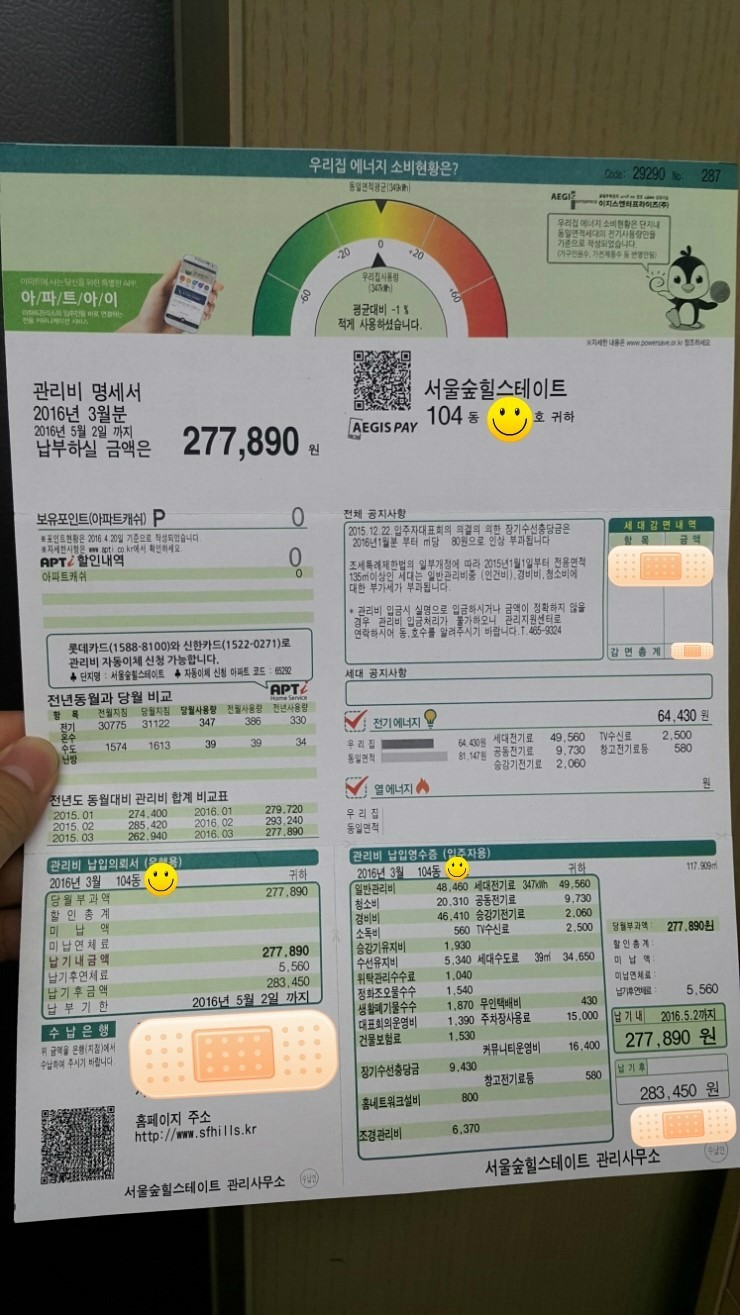 우리집 에너지 소비현황은?
Code: 29290 No. 287
동일면적평균(349kWh)
AEGIS 이지스엔터프라이즈(주)
우리집 에너지 소비현황은 단지내
동일면적세대의 전기사용량만을
기준으로 작성되었습니다.
(가구인원수, 가전제품수 등 변영안됨)
-60 -20 0 +20 +60
우리집사용량
(347kWh)
평균대비 -1 %
적게 사용하셨습니다.
아파트에 사는 당신을 위한 특별한 APP.
아/파/트/아/이
※자세한 내용은 www.powersave.or.kr 참조하세요
관리비 명세서
2016년 3월분
2016년 5월 2일 까지
납부하실 금액은 277,890 원
AEGIS PAY
서울숲힐스테이트
104 동 호 귀하
보유포인트(아파트캐쉬) P 0
※포인트현황은 2016.4.20일 기준으로 작성되었습니다.
※자세한사항은 www.apti.co.kr에서 확인하세요.
APTi 할인내역 0
아파트캐쉬 0
롯데카드(1588-8100)와 신한카드(1522-0271)로
관리비 자동이체 신청 가능합니다.
♣ 단지명 : 서울숲힐스테이트 ♣ 자동이체 신청 아파트 코드 : 65292
APTi
Home Service
전체 공지사항
2015.12.22.입주자대표회의 의결의 의한 장기수선충당금은
2016년1월분 부터 ㎡당 80원으로 인상 부과됩니다
조세특례제한법의 일부개정에 따라 2015년1월1일부터 전용면적
135㎡이상인 세대는 일반관리비중 (인건비),경비비,청소비에
대한 부가세가 부과됩니다.
* 관리비 입금시 실명으로 입금하시거나 금액이 정확하지 않을
경우 관리비 입금처리가 불가하오니 관리지원센터로
연락하시어 동,호수를 알려주시기 바랍니다.T.465-9324
세대감면내역
항 목 금 액
감 면 총 계
세대 공지사항
전년동월과 당월 비교
항 목 전월지침 당월지침 당월사용량 전월사용량 전년사용량
전기 30775 31122 347 386 330
온수
수도 1574 1613 39 39 34
난방
전년도 동월대비 관리비 합계 비교표
2015.01 274,400 2016.01 279,720
2015.02 285,420 2016.02 293,240
2015.03 262,940 2016.03 277,890
전기에너지 64,430 원
우 리 집 64,430원 세대전기료 49,560 TV수신료 2,500
동일면적 81,147원 공동전기료 9,730 창고전기료등 580
승강기전기료 2,060
열에너지 원
우 리 집
동일면적
관리비 납입의뢰서 (은행용)
2016년 3월 104동 귀하
당월부과액 277,890
할 인 총 계
미 납 액
미납연체료
납기내금액 277,890
납기후연체료 5,560
납기후금액 283,450
납 부 기 한 2016년 5월 2일 까지
수납은행
위 금액을 은행(지점)에서
수납하여 주시기 바랍니다.
홈페이지 주소
http://www.sfhills.kr
서울숲힐스테이트 관리사무소
수납인
관리비 납입영수증 (입주자용)
2016년 3월 104동 귀하 117.909㎡
일반관리비 48,460 세대전기료 347kWh 49,560
청소비 20,310 공동전기료 9,730
경비비 46,410 승강기전기료 2,060
소독비 560 TV수신료 2,500
승강기유지비 1,930
수선유지비 5,340 세대수도료 39㎥ 34,650
위탁관리수수료 1,040
정화조오물수수 1,540
생활폐기물수수 1,870 무인택배비 430
대표회의운영비 1,390 주차장사용료 15,000
건물보험료 1,530
커뮤니티운영비 16,400
장기수선충당금 9,430
창고전기료등 580
홈네트워크설비 800
조경관리비 6,370
당월부과액: 277,890원
할 인 총 계 :
미 납 액 :
미납연체료 :
납기후연체료: 5,560
납 기 내 2016.5.2까지
277,890 원
납 기 후
283,450 원
서울숲힐스테이트 관리사무소
수납인